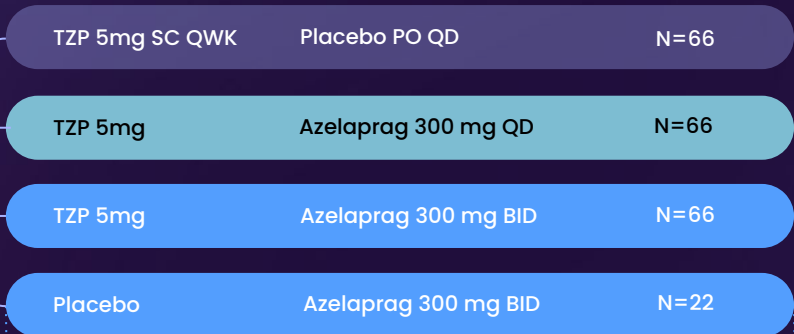 TZP 5mg SC QWK Placebo PO QD N=66
TZP 5mg Azelaprag 300 mg QD N=66
TZP 5mg Azelaprag 300 mg BID N=66
Placebo Azelaprag 300 mg BID N=22